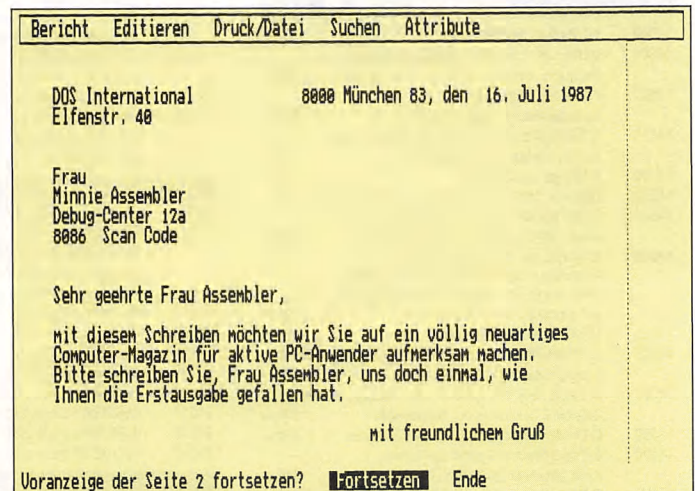 Bericht Editieren Druck/Datei Suchen Attribute
DOS International 8000 München 83, den 16. Juli 1987
Elfenstr. 40
Frau
Minnie Assembler
Debug-Center 12a
8086 Scan Code
Sehr geehrte Frau Assembler,
mit diesem Schreiben möchten wir Sie auf ein völlig neuartiges
Computer-Magazin für aktive PC-Anwender aufmerksam machen.
Bitte schreiben Sie, Frau Assembler, uns doch einmal, wie
Ihnen die Erstausgabe gefallen hat.
mit freundlichem Gruß
Voranzeige der Seite 2 fortsetzen? Fortsetzen Ende